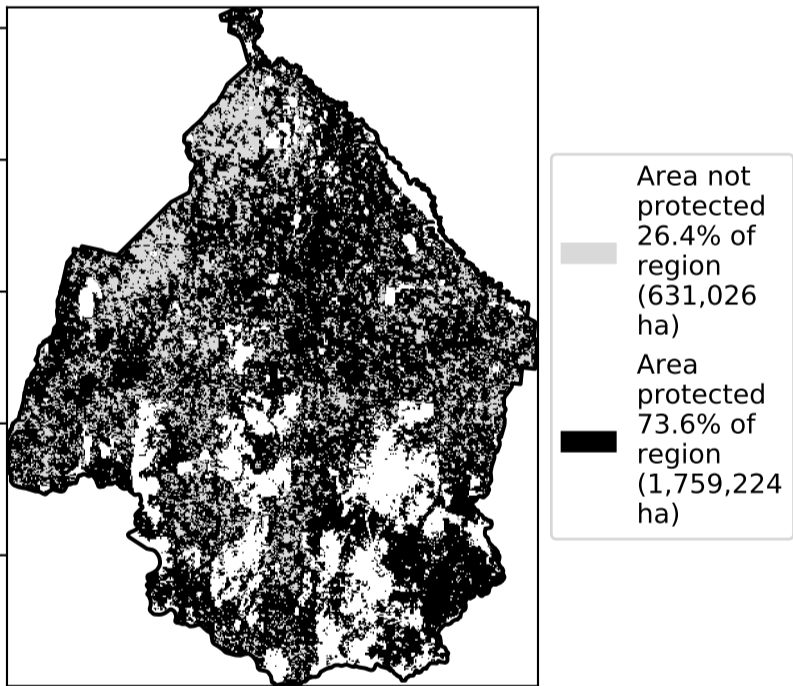 Area not
protected
26.4% of
region
(631,026
ha)
Area
protected
73.6% of
region
(1,759,224
ha)